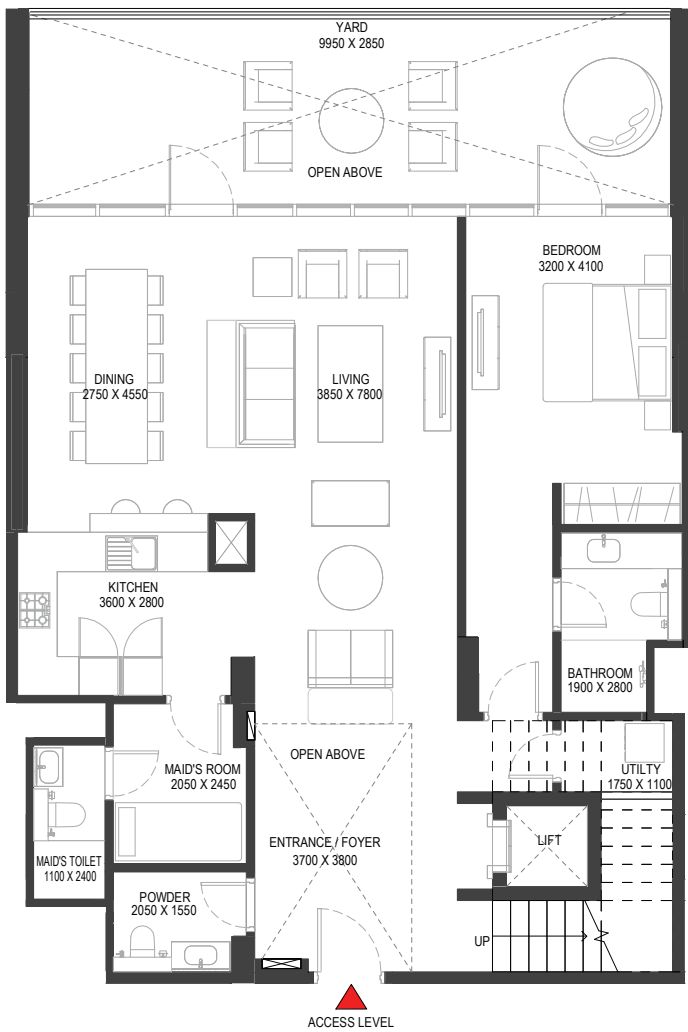 YARD
9950 X 2850
OPEN ABOVE
BEDROOM
3200 X 4100
DINING
2750 X 4550
LIVING
3850 X 7800
KITCHEN
3600 X 2800
BATHROOM
1900 X 2800
OPEN ABOVE
MAID'S ROOM
2050 X 2450
UTILTY
1750 X 1100
ENTRANCE / FOYER
3700 X 3800
LIFT
MAID'S TOILET
1100 X 2400
POWDER
2050 X 1550
UP
ACCESS LEVEL